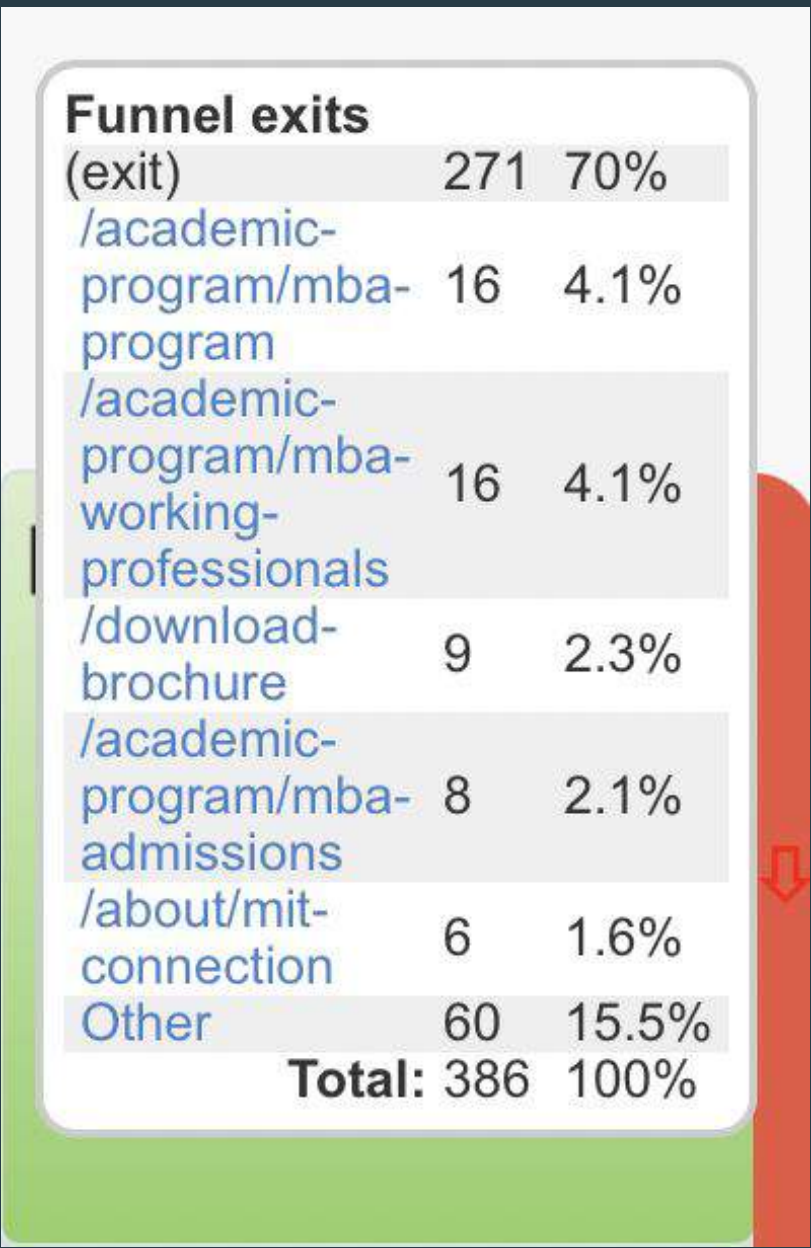 Funnel exits
(exit) 271 70%
/academic-
program/mba- 16 4.1%
program
/academic-
program/mba-
working- 16 4.1%
professionals
/download-
brochure 9 2.3%
/academic-
program/mba- 8 2.1%
admissions
/about/mit-
connection 6 1.6%
Other 60 15.5%
Total: 386 100%